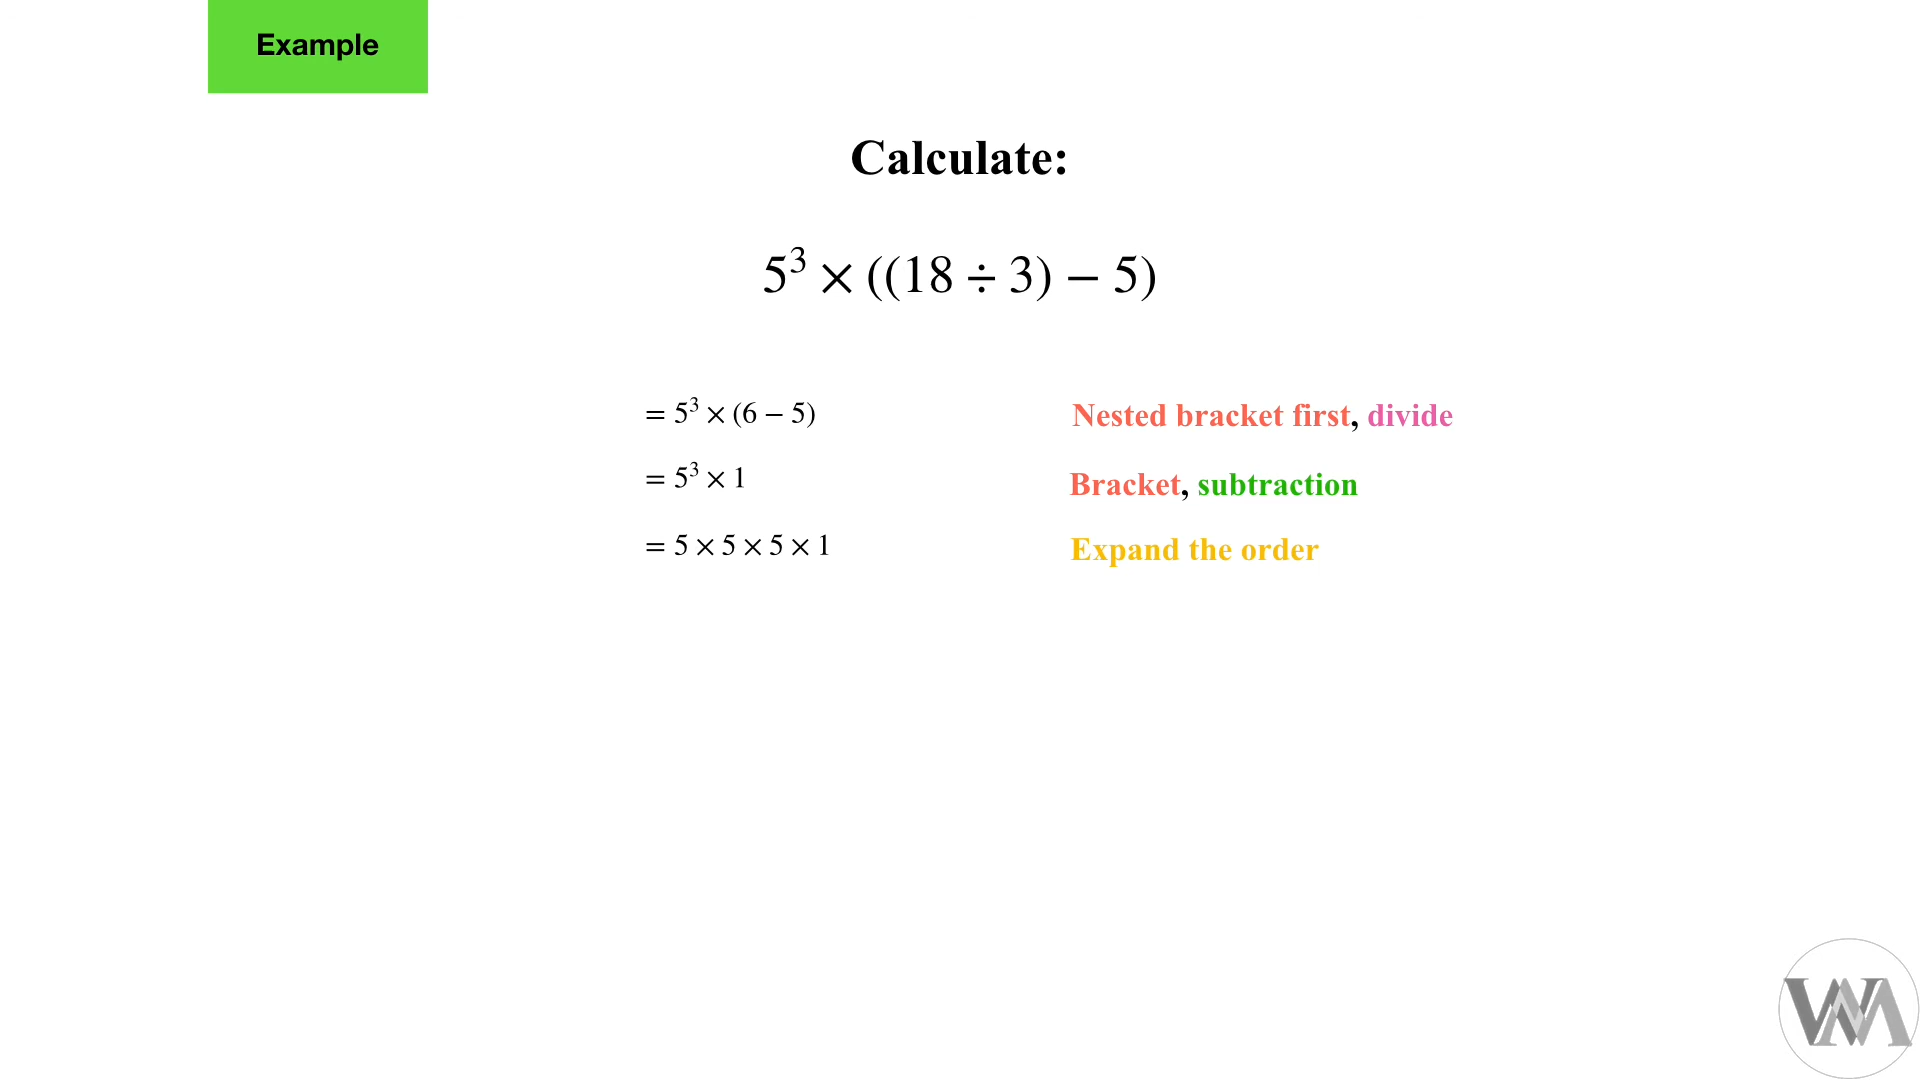 Example
Calculate:
5³ × ((18 ÷ 3) − 5)
= 5³ × (6 − 5) Nested bracket first, divide
= 5³ × 1 Bracket, subtraction
= 5 × 5 × 5 × 1 Expand the order
WM